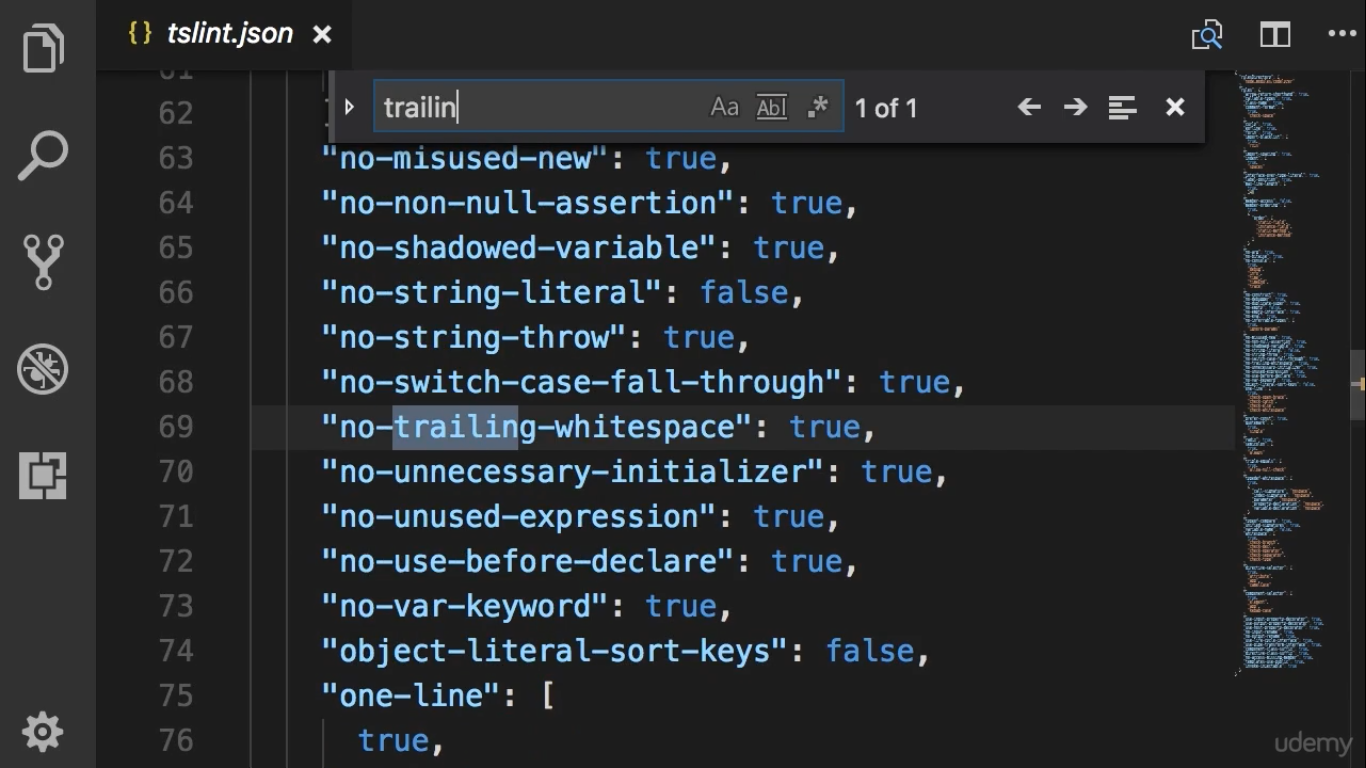 {} tslint.json ×
trailin Aa Abl .* 1 of 1
61
62
63 "no-misused-new": true,
64 "no-non-null-assertion": true,
65 "no-shadowed-variable": true,
66 "no-string-literal": false,
67 "no-string-throw": true,
68 "no-switch-case-fall-through": true,
69 "no-trailing-whitespace": true,
70 "no-unnecessary-initializer": true,
71 "no-unused-expression": true,
72 "no-use-before-declare": true,
73 "no-var-keyword": true,
74 "object-literal-sort-keys": false,
75 "one-line": [
76 true,
udemy